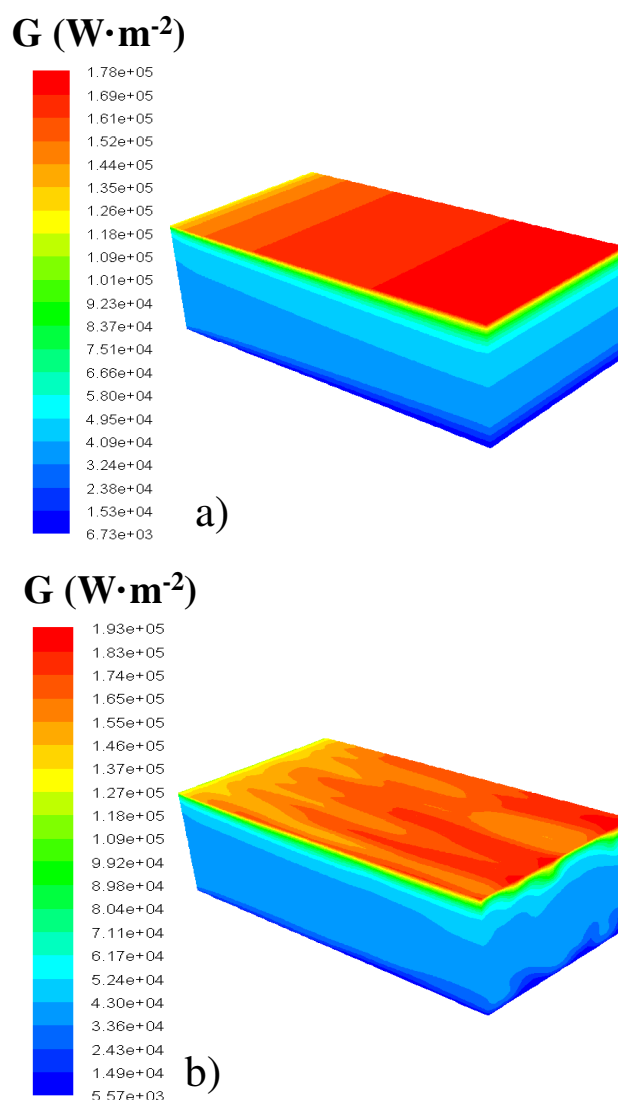 G (W·m⁻²)
1.78e+05
1.69e+05
1.61e+05
1.52e+05
1.44e+05
1.35e+05
1.26e+05
1.18e+05
1.09e+05
1.01e+05
9.23e+04
8.37e+04
7.51e+04
6.66e+04
5.80e+04
4.95e+04
4.09e+04
3.24e+04
2.38e+04
1.53e+04
6.73e+03
a)
G (W·m⁻²)
1.93e+05
1.83e+05
1.74e+05
1.65e+05
1.55e+05
1.46e+05
1.37e+05
1.27e+05
1.18e+05
1.09e+05
9.92e+04
8.98e+04
8.04e+04
7.11e+04
6.17e+04
5.24e+04
4.30e+04
3.36e+04
2.43e+04
1.49e+04
5.57e+03
b)